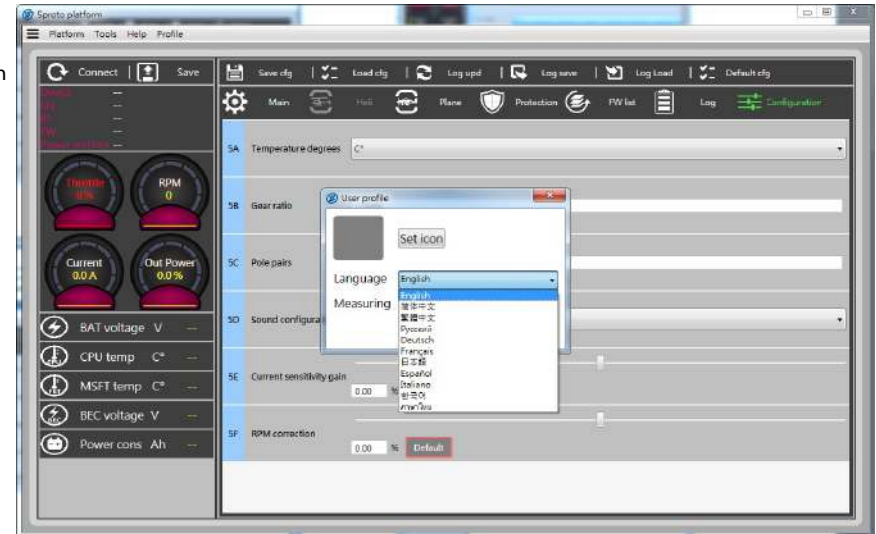 Sproto platform
Platform Tools Help Profile
Connect Save
Save cfg Load cfg Log upd Log save Log Load Default cfg
Main Heli Plane Protection FW list Log Configuration
Throttle
0%
RPM
0
Current
0.0 A
Out Power
0.0 %
BAT voltage V --
CPU temp C° --
MSFT temp C° --
BEC voltage V --
Power cons Ah --
5A Temperature degrees C°
5B Gear ratio
5C Pole pairs
5D Sound configura
5E Current sensitivity gain
0.00 %
5F RPM correction
0.00 % Default
User profile
Set icon
Language English
Measuring
English
简体中文
繁體中文
Русский
Deutsch
Français
日本語
Español
Italiano
한국어
ภาษาไทย